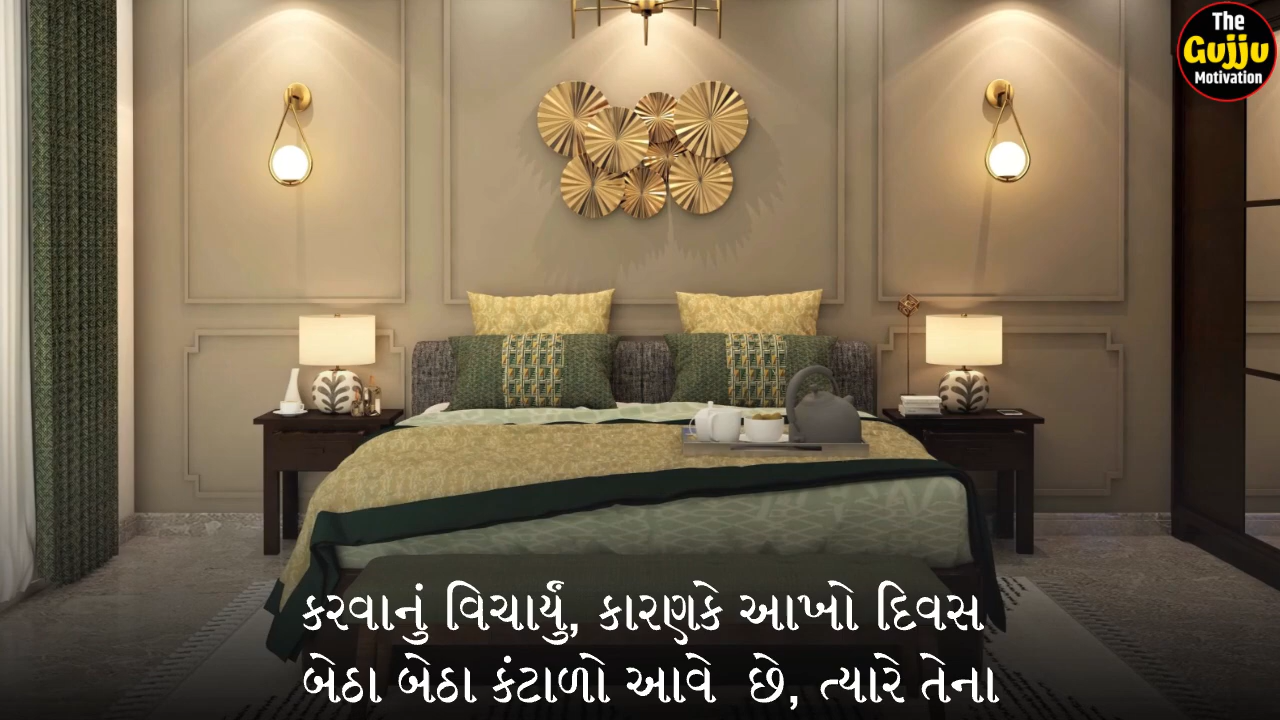 The
Gujju
Motivation
કરવાનું વિચાર્યું, કારણકે આખો દિવસ
બેઠા બેઠા કંટાળો આવે છે, ત્યારે તેના